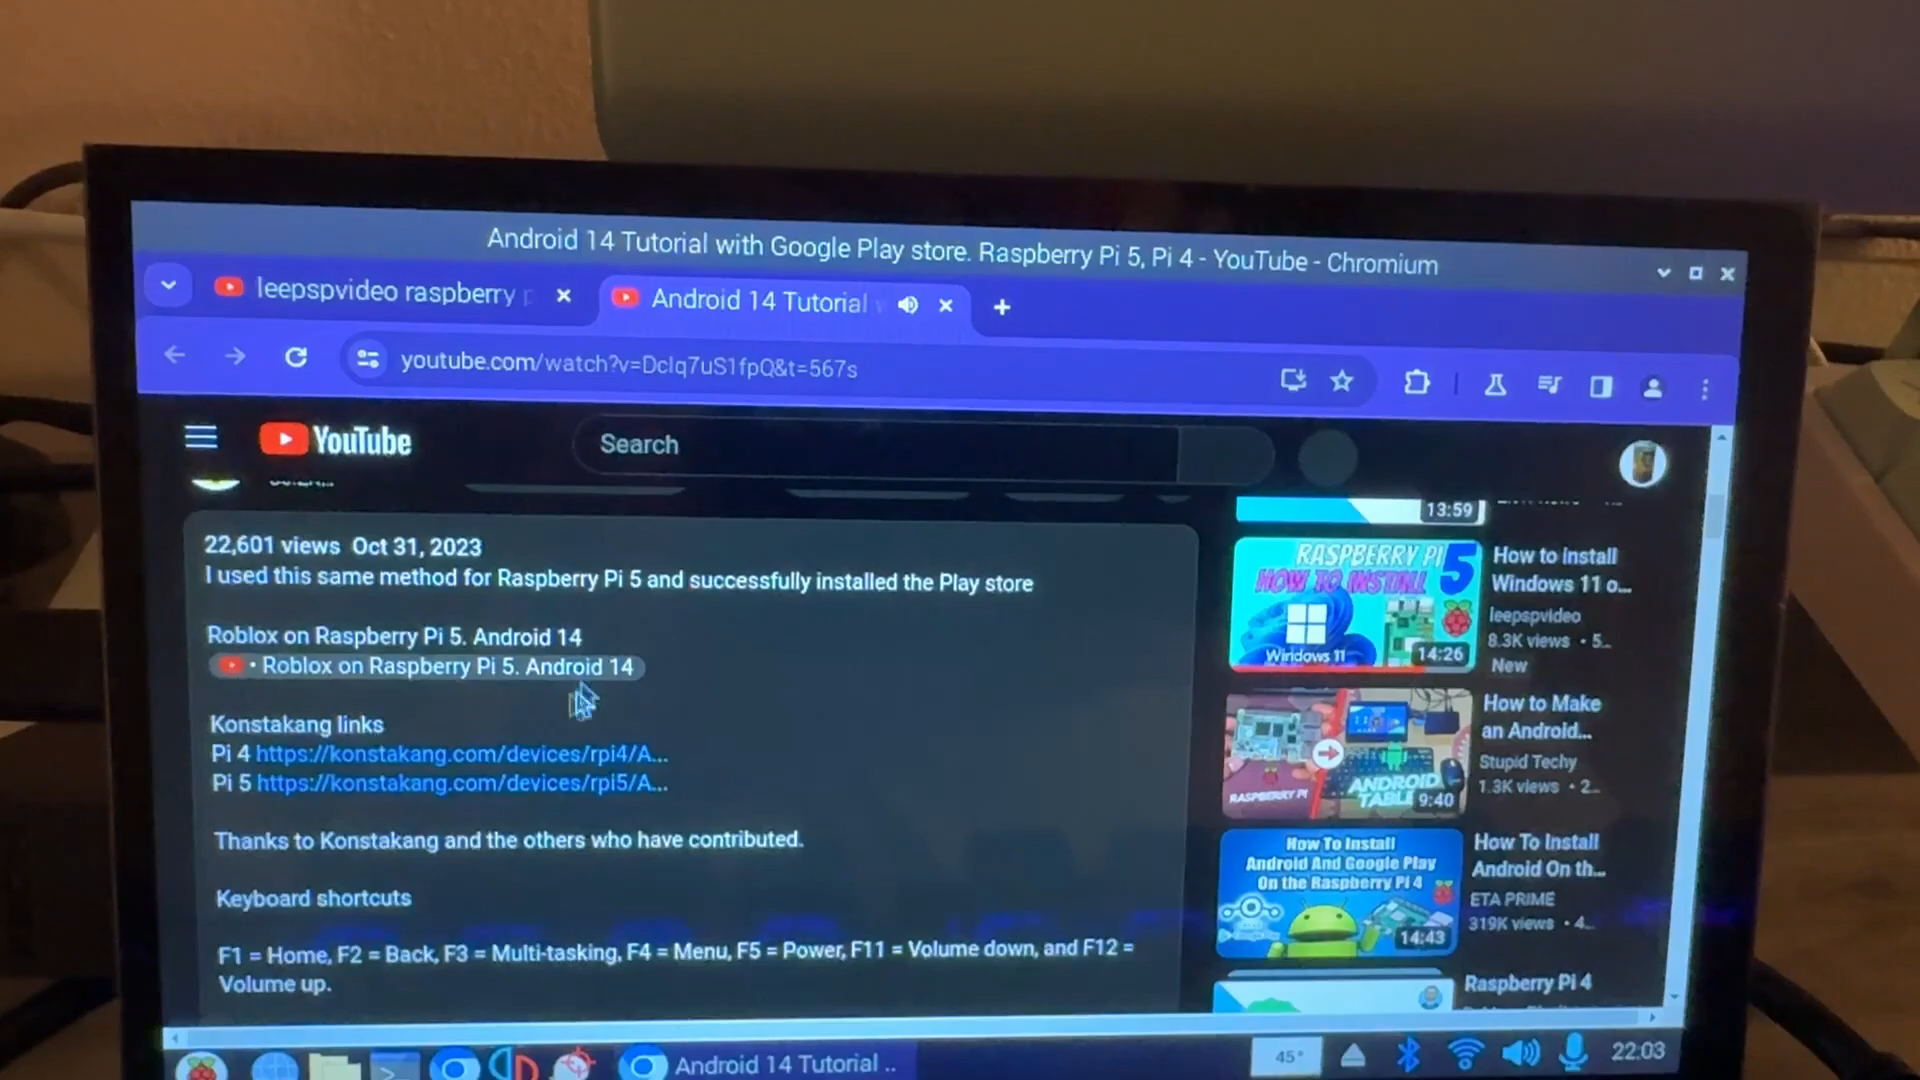 Android 14 Tutorial with Google Play store. Raspberry Pi 5, Pi 4 - YouTube - Chromium
leepspvideo raspberry p
Android 14 Tutorial
youtube.com/watch?v=DcIq7uS1fpQ&t=567s
YouTube
Search
22,601 views Oct 31, 2023
I used this same method for Raspberry Pi 5 and successfully installed the Play store
Roblox on Raspberry Pi 5. Android 14
• Roblox on Raspberry Pi 5. Android 14
Konstakang links
Pi 4 https://konstakang.com/devices/rpi4/A...
Pi 5 https://konstakang.com/devices/rpi5/A...
Thanks to Konstakang and the others who have contributed.
Keyboard shortcuts
F1 = Home, F2 = Back, F3 = Multi-tasking, F4 = Menu, F5 = Power, F11 = Volume down, and F12 =
Volume up.
13:59
RASPBERRY PI 5
HOW TO INSTALL
Windows 11
14:26
How to install
Windows 11 o...
leepspvideo
8.3K views • 5...
New
RASPBERRY PI
ANDROID
TABLE
9:40
How to Make
an Android...
Stupid Techy
1.3K views • 2...
How To Install
Android And Google Play
On the Raspberry Pi 4
14:43
How To Install
Android On th...
ETA PRIME
319K views • 4...
Raspberry Pi 4
Android 14 Tutorial ..
45°
22:03